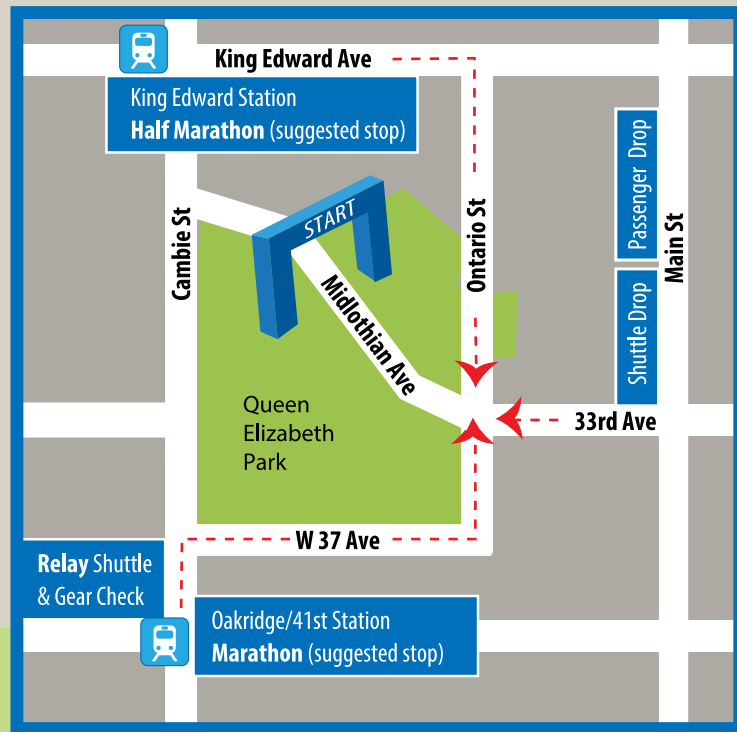 King Edward Ave
King Edward Station
Half Marathon (suggested stop)
Passenger Drop
START
Cambie St
Ontario St
Main St
Midlothian Ave
Shuttle Drop
Queen
Elizabeth
Park
33rd Ave
W 37 Ave
Relay Shuttle
& Gear Check
Oakridge/41st Station
Marathon (suggested stop)